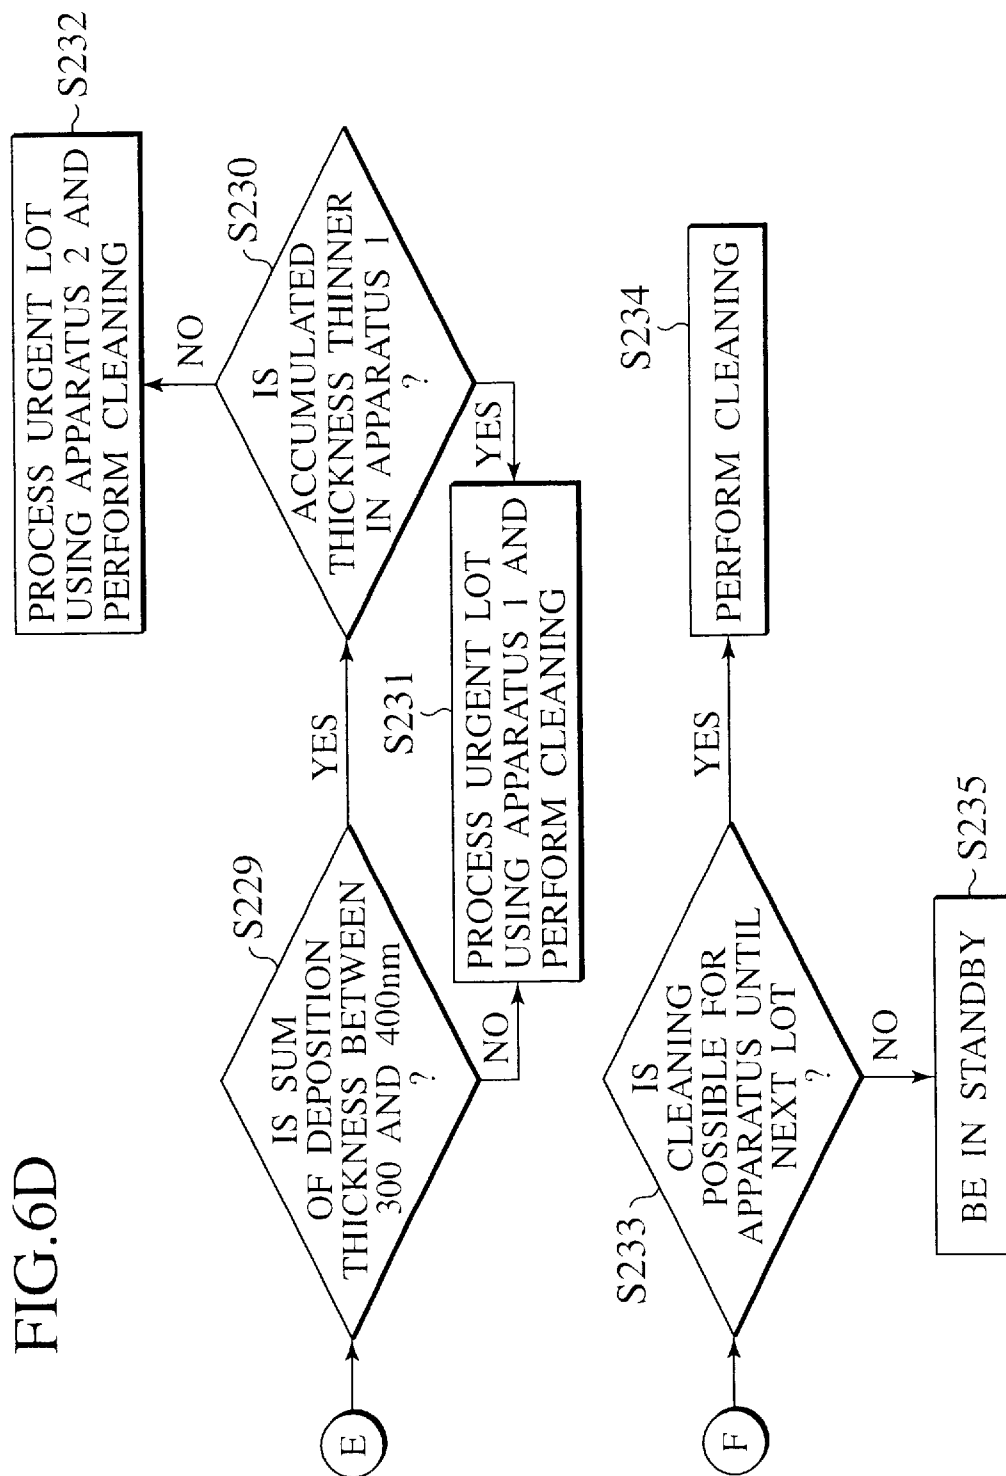 FIG.6D
E
IS SUM
OF DEPOSITION
THICKNESS BETWEEN
300 AND 400nm
?
S229
YES
NO
IS
ACCUMULATED
THICKNESS THINNER
IN APPARATUS 1
?
S230
NO
YES
PROCESS URGENT LOT
USING APPARATUS 2 AND
PERFORM CLEANING
S232
S231
PROCESS URGENT LOT
USING APPARATUS 1 AND
PERFORM CLEANING
F
S233
IS
CLEANING
POSSIBLE FOR
APPARATUS UNTIL
NEXT LOT
?
YES
NO
S234
PERFORM CLEANING
BE IN STANDBY
S235